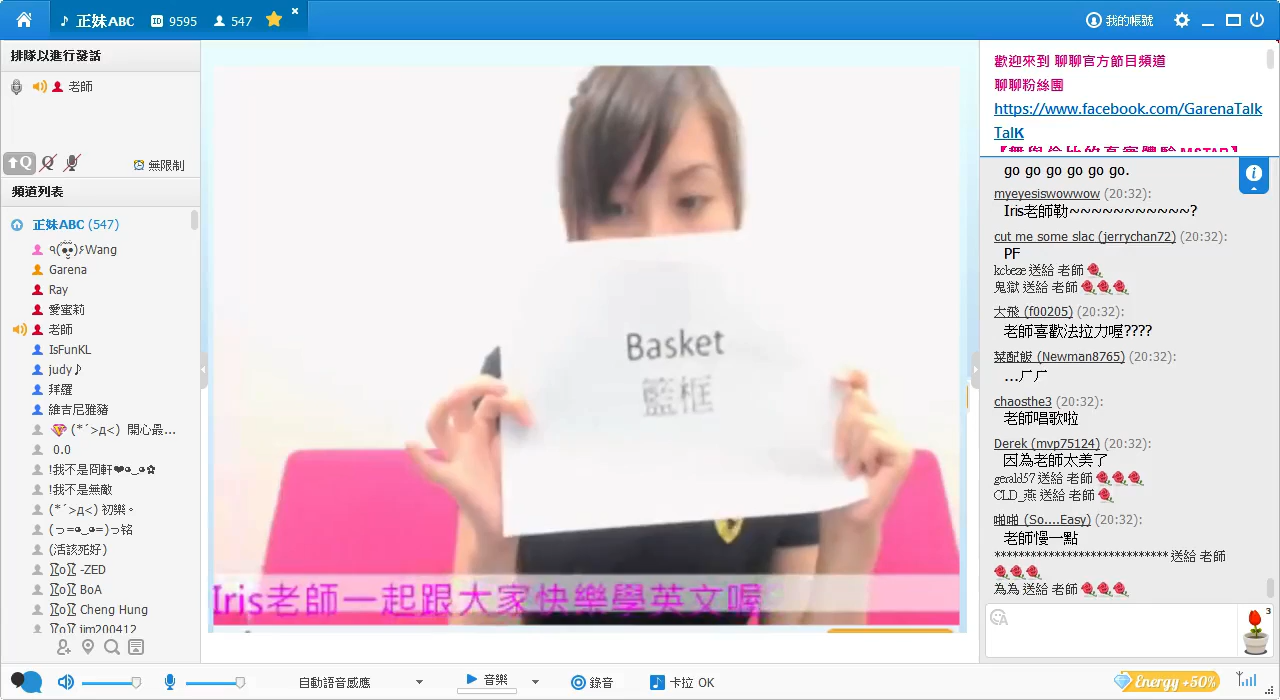 正妹ABC
ID 9595
547
我的帳號
排隊以進行發話
老師
Q
無限制
頻道列表
正妹ABC (547)
Wang
Garena
Ray
愛蜜莉
老師
IsFunKL
judy♪
拜羅
維吉尼雅豬
(*´>д<) 開心最...
0.0
!我不是無敵
(*´>д<) 初樂。
(活該死好)
-ZED
BoA
Cheng Hung
jim200412
Basket
籃框
Iris老師一起跟大家快樂學英文喔
歡迎來到 聊聊官方節目頻道
聊聊粉絲團
https://www.facebook.com/GarenaTalk
TalK
go go go go go go.
myeyesiswowwow (20:32):
Iris老師勒~~~~~~~~~~~?
cut me some slac (jerrychan72) (20:32):
PF
kcbeze 送給 老師
鬼獄 送給 老師
大飛 (f00205) (20:32):
老師喜歡法拉力喔????
(Newman8765) (20:32):
...ㄏㄏ
chaosthe3 (20:32):
老師唱歌啦
Derek (mvp75124) (20:32):
因為老師太美了
gerald57 送給 老師
CLD_燕 送給 老師
啪啪 (So....Easy) (20:32):
老師慢一點
***************************** 送給 老師
為為 送給 老師
3
自動語音感應
音樂
錄音
卡拉 OK
Energy +50%